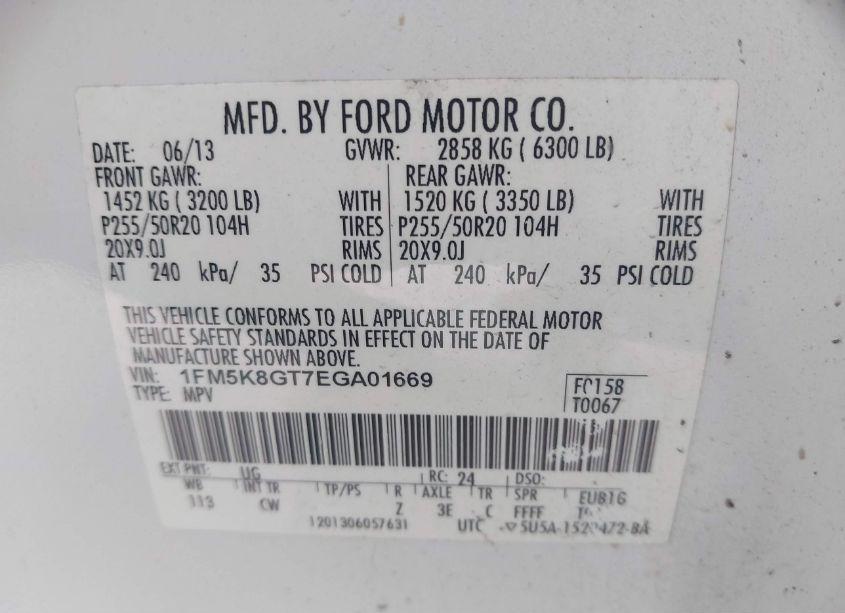 MFD. BY FORD MOTOR CO.
DATE: 06/13 GVWR: 2858 KG ( 6300 LB)
FRONT GAWR: REAR GAWR:
1452 KG ( 3200 LB) WITH 1520 KG ( 3350 LB) WITH
P255/50R20 104H TIRES P255/50R20 104H TIRES
20X9.0J RIMS 20X9.0J RIMS
AT 240 kPa/ 35 PSI COLD AT 240 kPa/ 35 PSI COLD
THIS VEHICLE CONFORMS TO ALL APPLICABLE FEDERAL MOTOR
VEHICLE SAFETY STANDARDS IN EFFECT ON THE DATE OF
MANUFACTURE SHOWN ABOVE.
VIN: 1FM5K8GT7EGA01669
TYPE: MPV
FC158
T0067
EXT PNT: UG RC: 24 DSO:
WB INT TR TP/PS R AXLE TR SPR EUB1G
113 CW Z 3E C FFFF
1201306057631 UTC